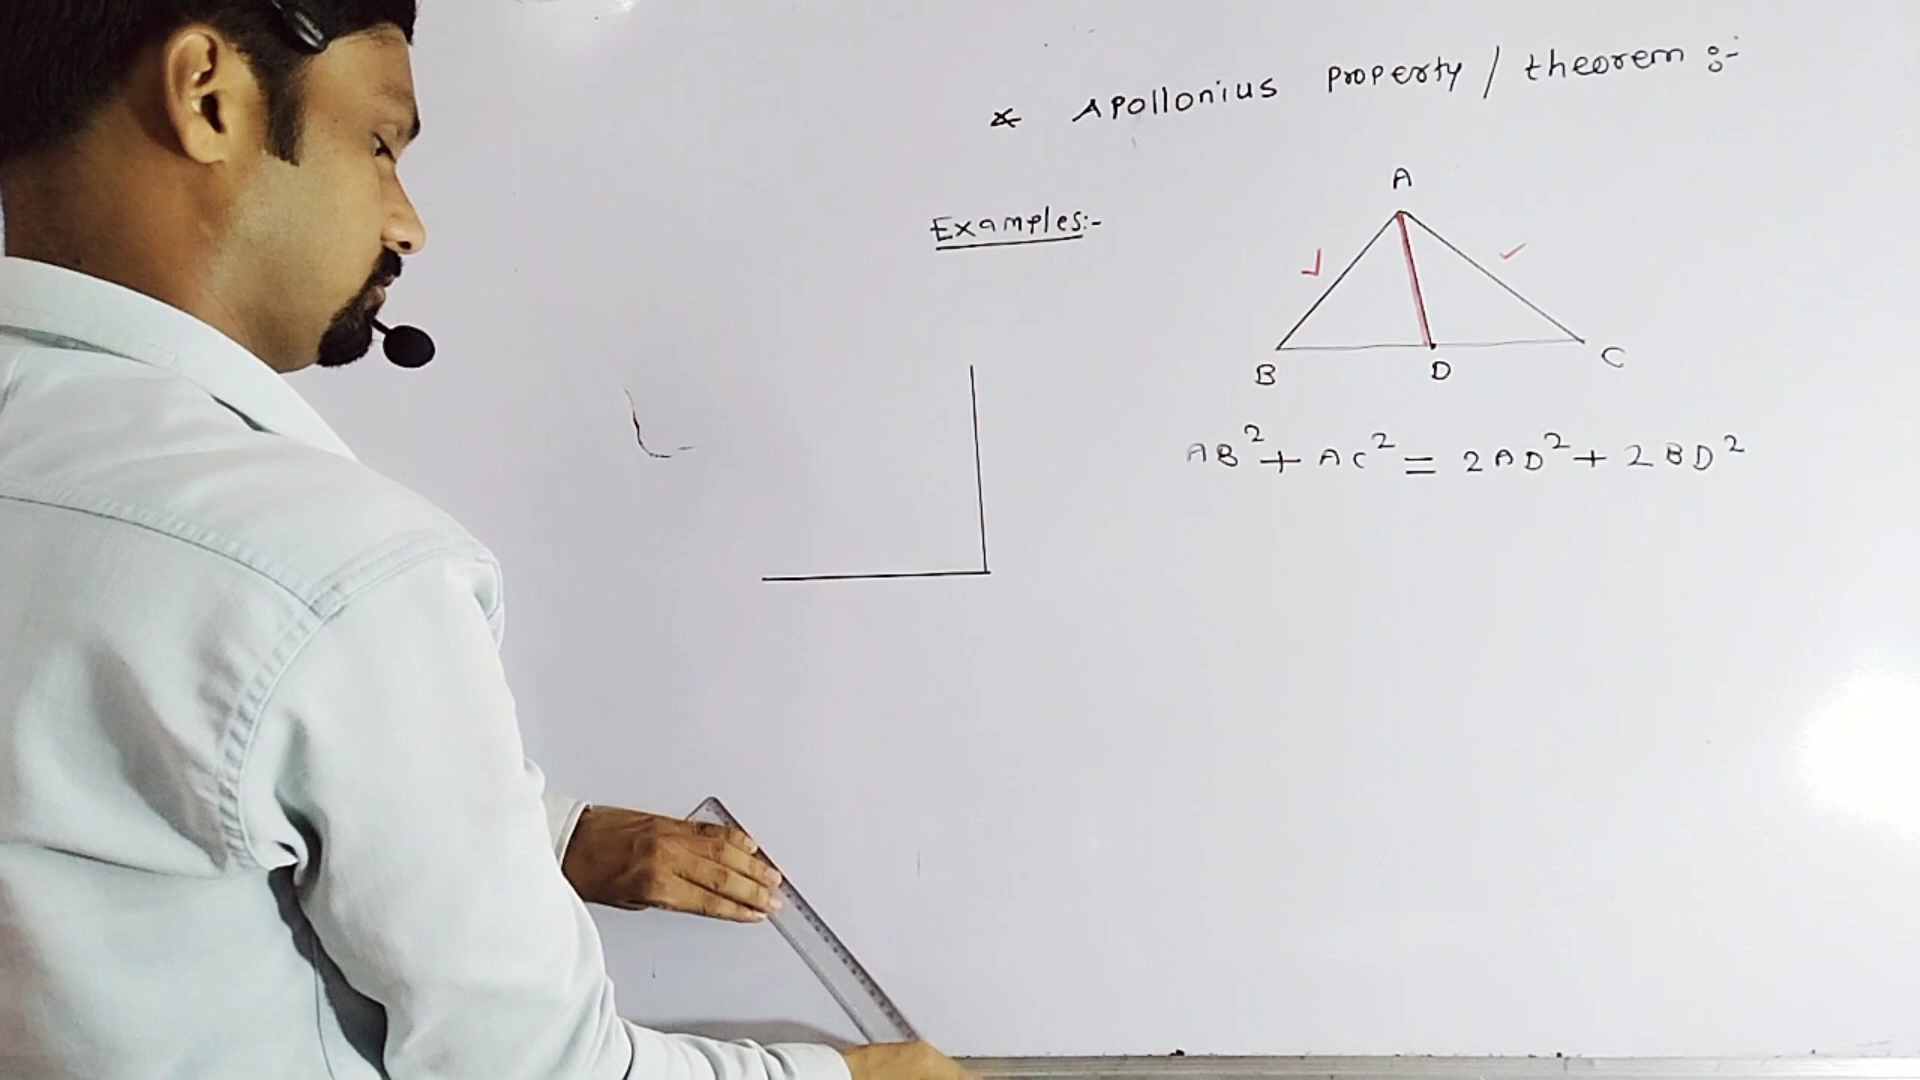 * Apollonius Property / theorem :-
Examples:-
A
B
D
C
AB² + AC² = 2AD² + 2BD²